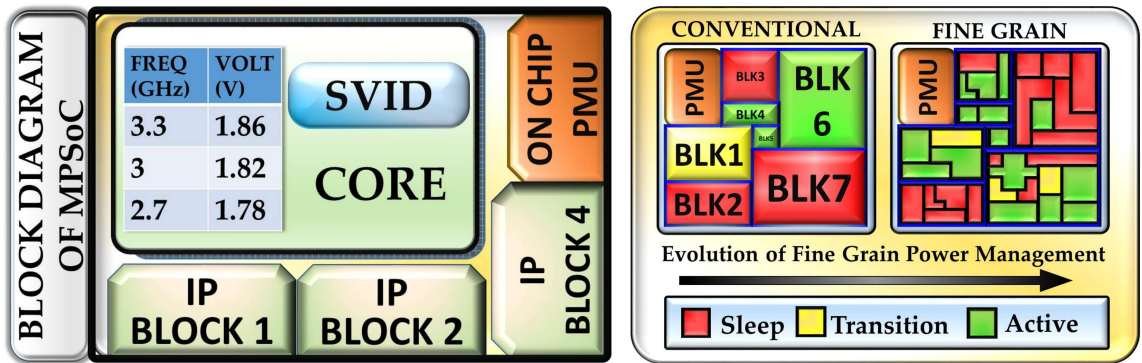 BLOCK DIAGRAM
OF MPSoC
FREQ VOLT
(GHz) (V)
3.3 1.86
3 1.82
2.7 1.78
SVID
CORE
ON CHIP
PMU
IP
BLOCK 4
IP
BLOCK 1
IP
BLOCK 2
CONVENTIONAL
PMU
BLK3
BLK4
BLK5
BLK
6
BLK1
BLK2
BLK7
FINE GRAIN
PMU
Evolution of Fine Grain Power Management
Sleep Transition Active